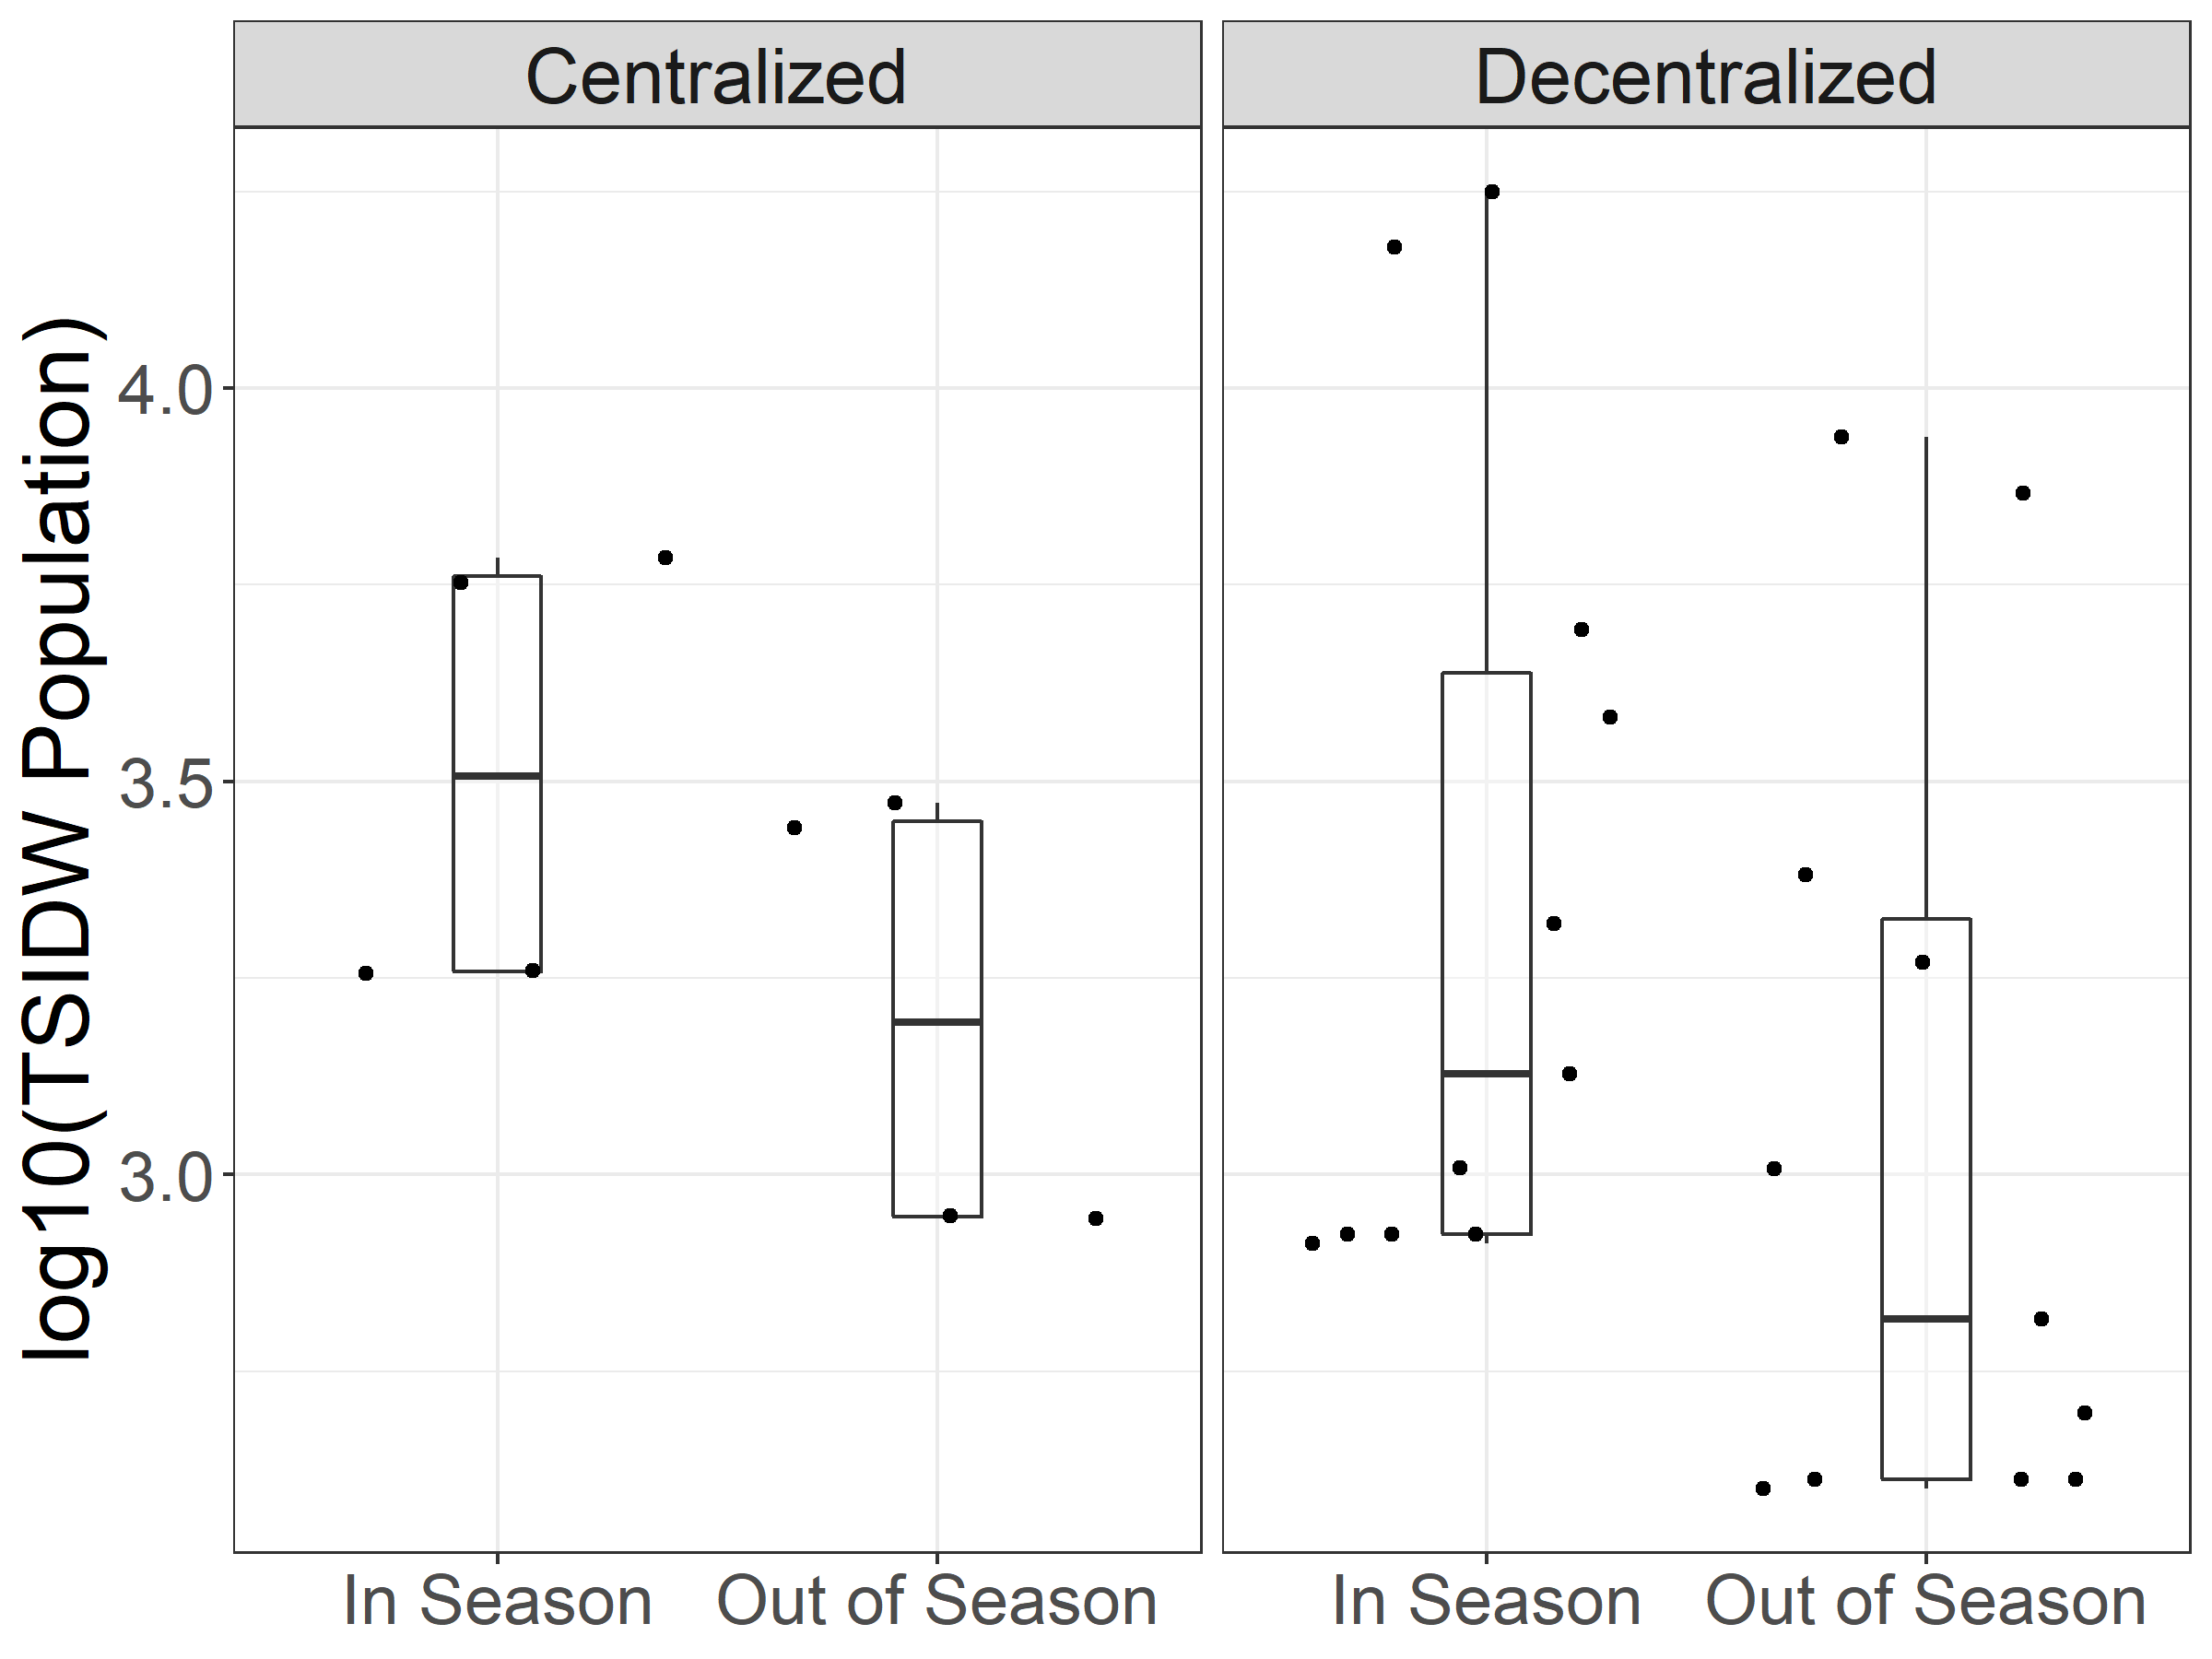 Centralized
Decentralized
log10(TSIDW Population)
4.0
3.5
3.0
In Season
Out of Season
In Season
Out of Season